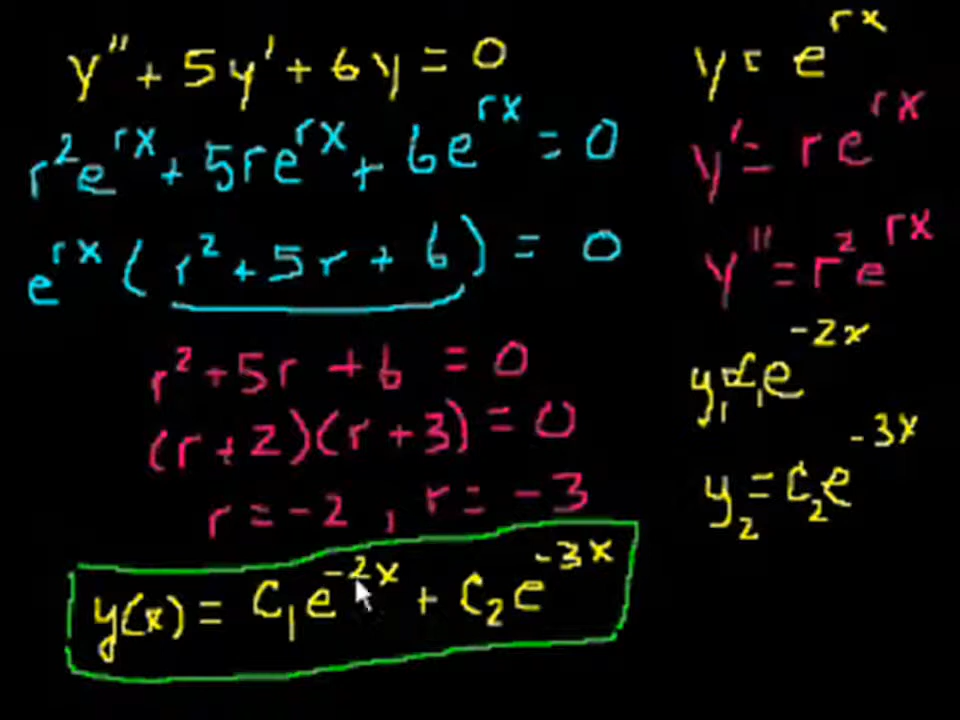 y'' + 5y' + 6y = 0
r²e^rx + 5re^rx + 6e^rx = 0
e^rx (r² + 5r + 6) = 0
r² + 5r + 6 = 0
(r + 2)(r + 3) = 0
r = -2, r = -3
y(x) = C₁e^-2x + C₂e^-3x
y = e^rx
y' = re^rx
y'' = r²e^rx
y₁ = C₁e^-2x
y₂ = C₂e^-3x